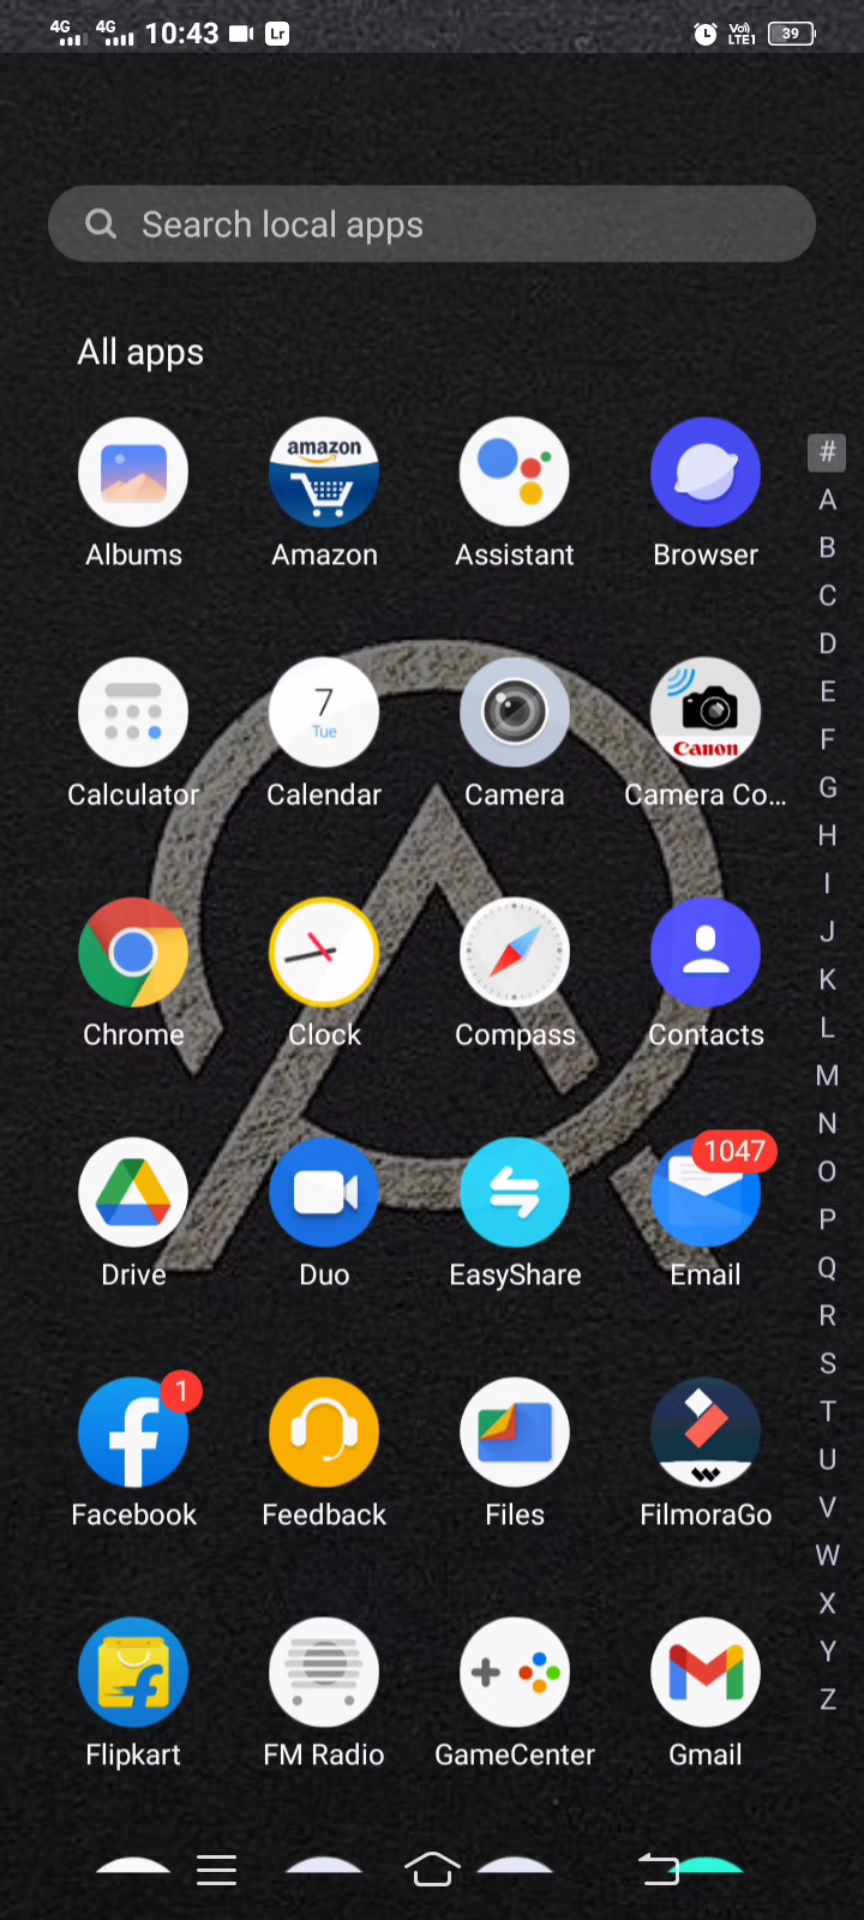 4G 4G 10:43 Lr Vo) LTE1 39
Search local apps
All apps
amazon
Albums Amazon Assistant Browser
7
Tue
Canon
Calculator Calendar Camera Camera Co...
Chrome Clock Compass Contacts
1047
Drive Duo EasyShare Email
1
Facebook Feedback Files FilmoraGo
Flipkart FM Radio GameCenter Gmail
#
A
B
C
D
E
F
G
H
I
J
K
L
M
N
O
P
Q
R
S
T
U
V
W
X
Y
Z